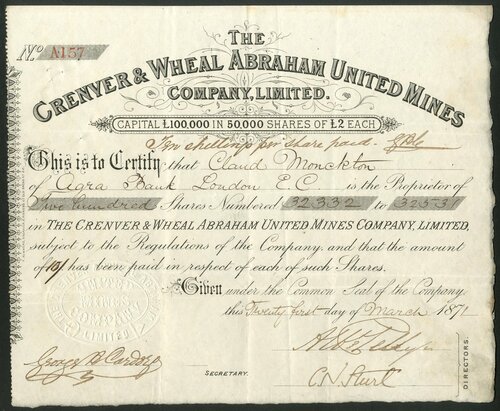 No. A157
THE
CRENVER & WHEAL ABRAHAM UNITED MINES
COMPANY, LIMITED.
CAPITAL £100,000 IN 50,000 SHARES OF £2 EACH
Ten shillings per share paid.
This is to Certify that Claud Monckton
of Agra Bank London E.C is the Proprietor of
Two hundred Shares Numbered 32332 to 32531
in THE CRENVER & WHEAL ABRAHAM UNITED MINES COMPANY, LIMITED,
subject to the Regulations of the Company and that the amount
of 10/ has been paid in respect of each of such Shares.
Given under the Common Seal of the Company,
this Twenty first day of March 1871
UNITED MINES COMPANY LIMITED
SECRETARY.
C.N. Sturt
DIRECTORS.